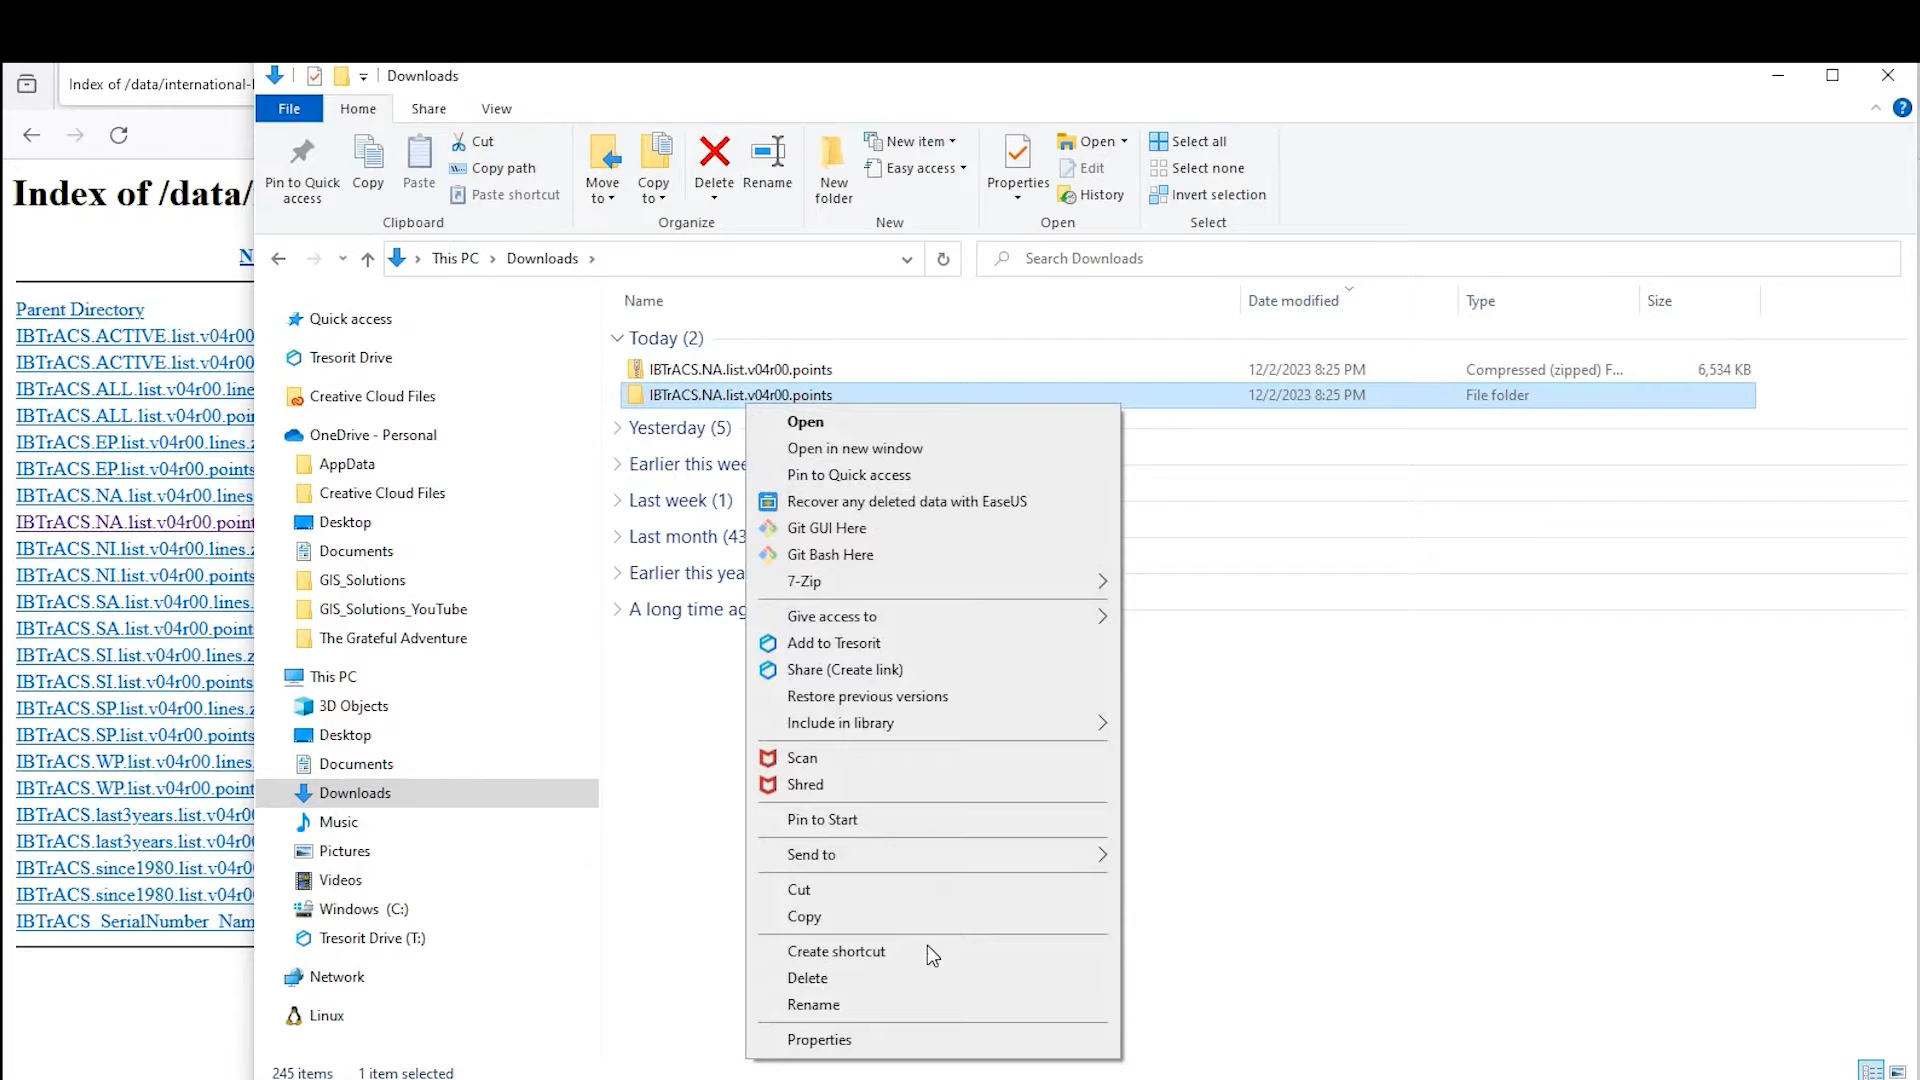 Index of /data/international-
Index of /data/
N
Parent Directory
IBTrACS.ACTIVE.list.v04r00
IBTrACS.ACTIVE.list.v04r00
IBTrACS.ALL.list.v04r00.line
IBTrACS.ALL.list.v04r00.poi
IBTrACS.EP.list.v04r00.lines.z
IBTrACS.EP.list.v04r00.points
IBTrACS.NA.list.v04r00.lines
IBTrACS.NA.list.v04r00.point
IBTrACS.NI.list.v04r00.lines.z
IBTrACS.NI.list.v04r00.points
IBTrACS.SA.list.v04r00.lines.
IBTrACS.SA.list.v04r00.point
IBTrACS.SI.list.v04r00.lines.z
IBTrACS.SI.list.v04r00.points
IBTrACS.SP.list.v04r00.lines.z
IBTrACS.SP.list.v04r00.points
IBTrACS.WP.list.v04r00.lines.
IBTrACS.WP.list.v04r00.point
IBTrACS.last3years.list.v04r0
IBTrACS.last3years.list.v04r0
IBTrACS.since1980.list.v04r0
IBTrACS.since1980.list.v04r0
IBTrACS_SerialNumber_Nam
Downloads
File Home Share View
Pin to Quick access
Copy
Paste
Cut
Copy path
Paste shortcut
Clipboard
Move to
Copy to
Delete
Rename
Organize
New folder
New item
Easy access
New
Properties
Open
Edit
History
Open
Select all
Select none
Invert selection
Select
This PC > Downloads >
Search Downloads
Quick access
Tresorit Drive
Creative Cloud Files
OneDrive - Personal
AppData
Creative Cloud Files
Desktop
Documents
GIS_Solutions
GIS_Solutions_YouTube
The Grateful Adventure
This PC
3D Objects
Desktop
Documents
Downloads
Music
Pictures
Videos
Windows (C:)
Tresorit Drive (T:)
Network
Linux
Name Date modified Type Size
Today (2)
IBTrACS.NA.list.v04r00.points 12/2/2023 8:25 PM Compressed (zipped) F... 6,534 KB
IBTrACS.NA.list.v04r00.points 12/2/2023 8:25 PM File folder
Yesterday (5)
Earlier this wee
Last week (1)
Last month (43
Earlier this yea
A long time ag
Open
Open in new window
Pin to Quick access
Recover any deleted data with EaseUS
Git GUI Here
Git Bash Here
7-Zip
Give access to
Add to Tresorit
Share (Create link)
Restore previous versions
Include in library
Scan
Shred
Pin to Start
Send to
Cut
Copy
Create shortcut
Delete
Rename
Properties
245 items 1 item selected